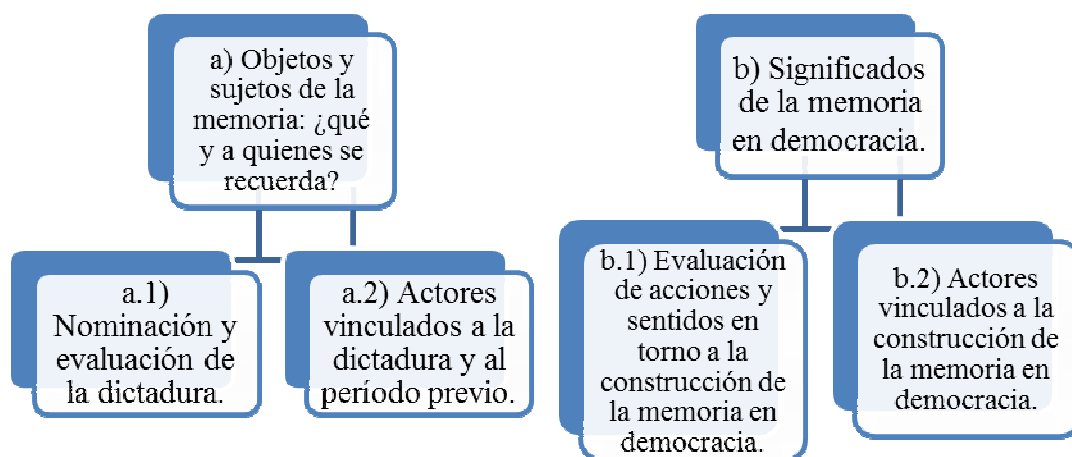 a) Objetos y
sujetos de la
memoria: ¿qué
y a quienes se
recuerda?
b) Significados
de la memoria
en democracia.
a.1)
Nominación y
evaluación de
la dictadura.
a.2) Actores
vinculados a la
dictadura y al
período previo.
b.1) Evaluación
de acciones y
sentidos en
torno a la
construcción de
la memoria en
democracia.
b.2) Actores
vinculados a la
construcción de
la memoria en
democracia.